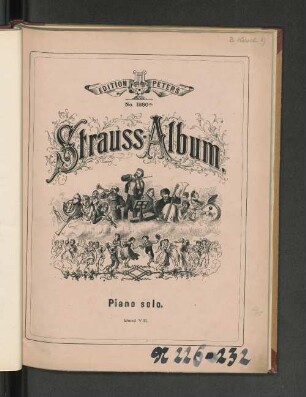 EDITION PETERS
No. 1880
Strauss-Album.
Piano solo.
N 226-232